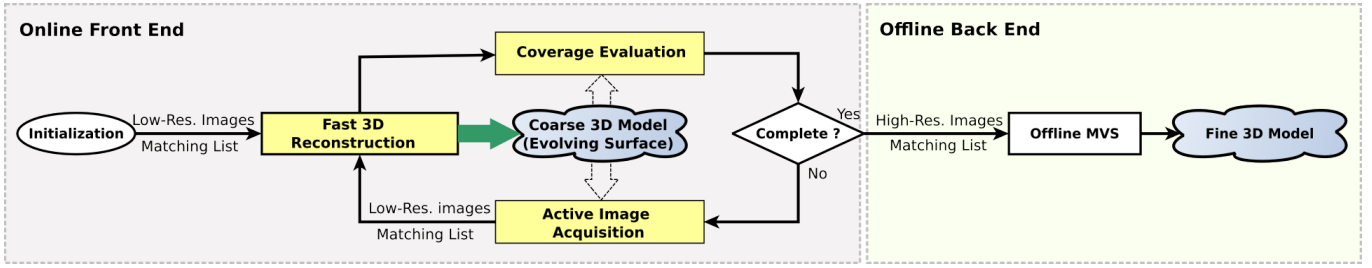 Online Front End
Offline Back End
Coverage Evaluation
Initialization
Low-Res. Images
Matching List
Fast 3D
Reconstruction
Coarse 3D Model
(Evolving Surface)
Complete ?
Yes
No
High-Res. Images
Matching List
Offline MVS
Fine 3D Model
Low-Res. images
Matching List
Active Image
Acquisition